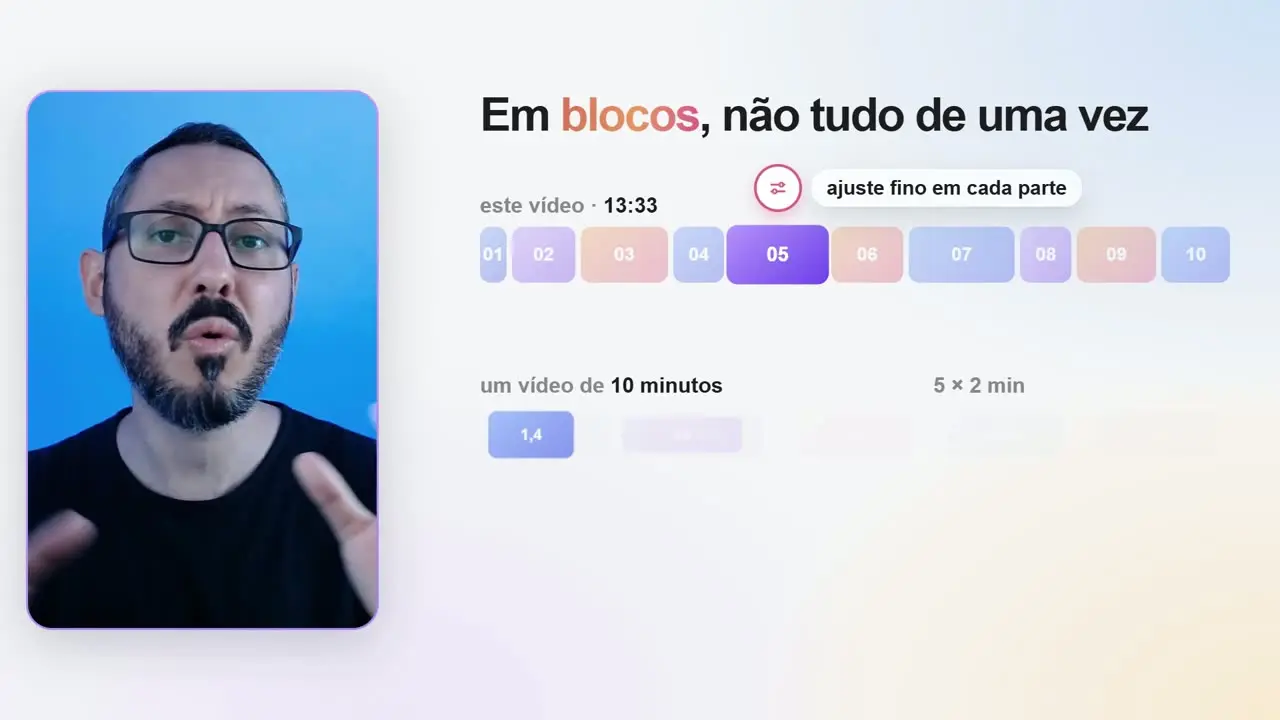 Em blocos, não tudo de uma vez
ajuste fino em cada parte
este vídeo · 13:33
01 02 03 04 05 06 07 08 09 10
um vídeo de 10 minutos
5 × 2 min
1,4